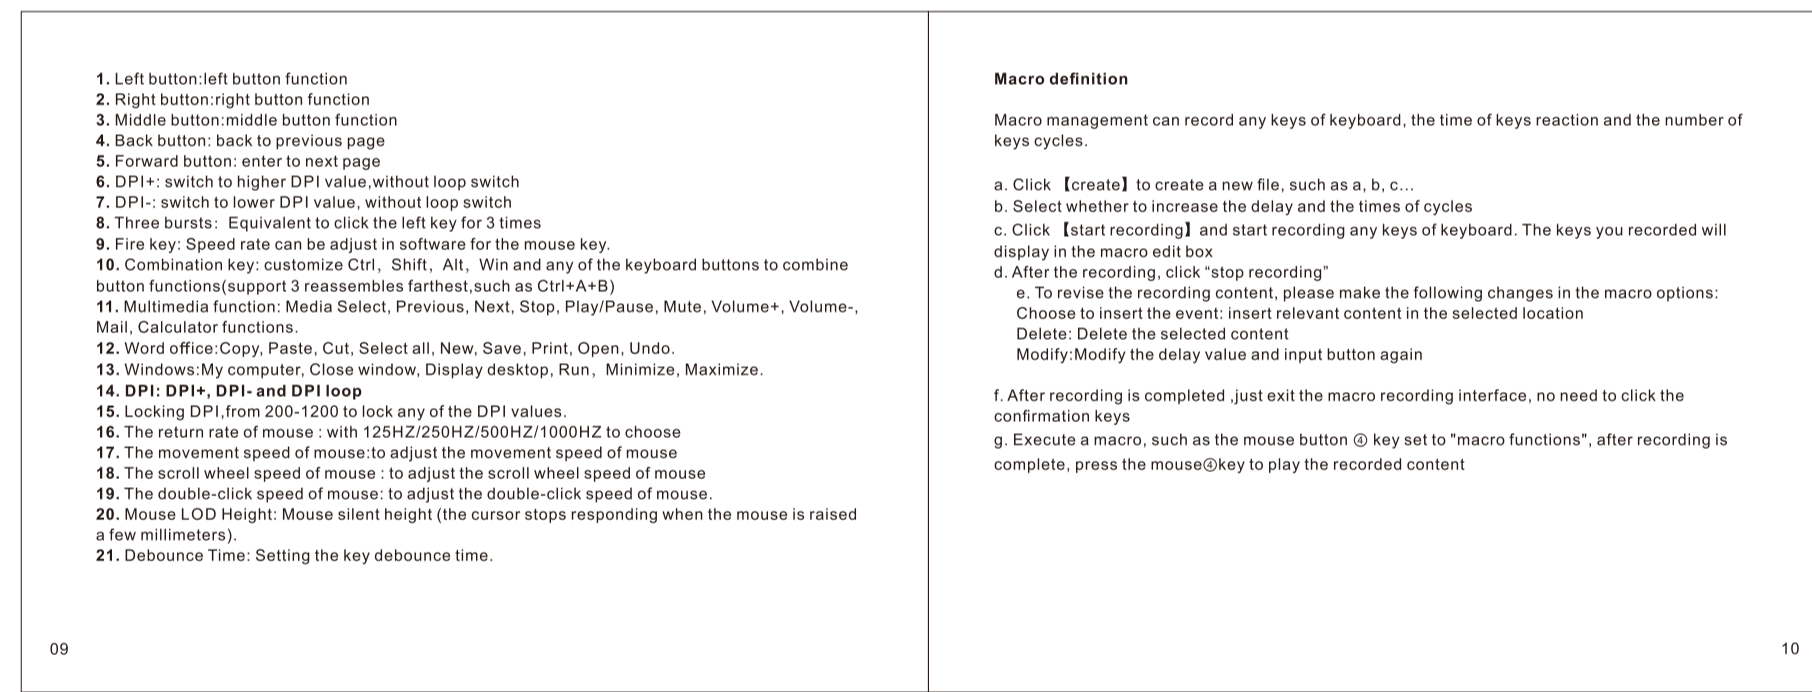 1. Left button:left button function
2. Right button:right button function
3. Middle button:middle button function
4. Back button: back to previous page
5. Forward button: enter to next page
6. DPI+: switch to higher DPI value,without loop switch
7. DPI-: switch to lower DPI value, without loop switch
8. Three bursts： Equivalent to click the left key for 3 times
9. Fire key: Speed rate can be adjust in software for the mouse key.
10. Combination key: customize Ctrl，Shift，Alt，Win and any of the keyboard buttons to combine
button functions(support 3 reassembles farthest,such as Ctrl+A+B)
11. Multimedia function: Media Select, Previous, Next, Stop, Play/Pause, Mute, Volume+, Volume-,
Mail, Calculator functions.
12. Word office:Copy, Paste, Cut, Select all, New, Save, Print, Open, Undo.
13. Windows:My computer, Close window, Display desktop, Run，Minimize, Maximize.
14. DPI: DPI+, DPI- and DPI loop
15. Locking DPI,from 200-1200 to lock any of the DPI values.
16. The return rate of mouse : with 125HZ/250HZ/500HZ/1000HZ to choose
17. The movement speed of mouse:to adjust the movement speed of mouse
18. The scroll wheel speed of mouse : to adjust the scroll wheel speed of mouse
19. The double-click speed of mouse: to adjust the double-click speed of mouse.
20. Mouse LOD Height: Mouse silent height (the cursor stops responding when the mouse is raised
a few millimeters).
21. Debounce Time: Setting the key debounce time.
09
Macro definition
Macro management can record any keys of keyboard, the time of keys reaction and the number of
keys cycles.
a. Click 【create】to create a new file, such as a, b, c...
b. Select whether to increase the delay and the times of cycles
c. Click 【start recording】and start recording any keys of keyboard. The keys you recorded will
display in the macro edit box
d. After the recording, click “stop recording”
e. To revise the recording content, please make the following changes in the macro options:
Choose to insert the event: insert relevant content in the selected location
Delete: Delete the selected content
Modify:Modify the delay value and input button again
f. After recording is completed ,just exit the macro recording interface, no need to click the
confirmation keys
g. Execute a macro, such as the mouse button ④ key set to "macro functions", after recording is
complete, press the mouse④key to play the recorded content
10